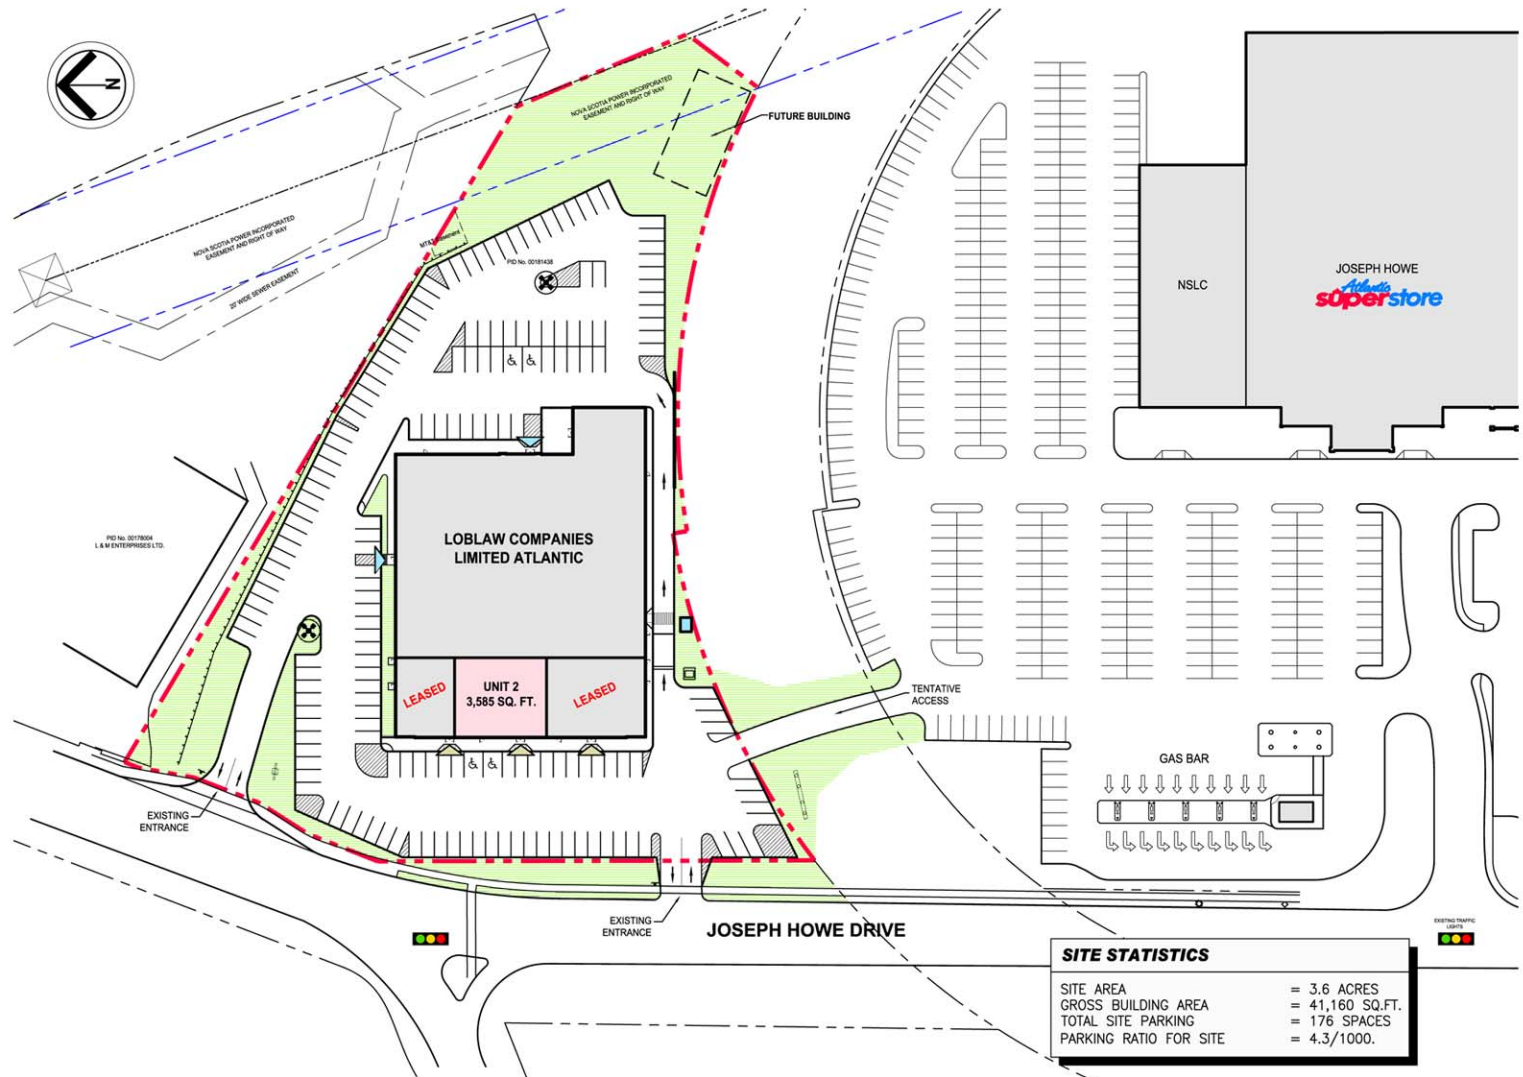 N
NOVA SCOTIA POWER INCORPORATED
EASEMENT AND RIGHT OF WAY
FUTURE BUILDING
NOVA SCOTIA POWER INCORPORATED
EASEMENT AND RIGHT OF WAY
20' WIDE SEWER EASEMENT
PID No. 00181438
NSLC
JOSEPH HOWE
Atlantic
superstore
PID No. 00178004
L & M ENTERPRISES LTD.
LOBLAW COMPANIES
LIMITED ATLANTIC
LEASED
UNIT 2
3,585 SQ. FT.
LEASED
TENTATIVE
ACCESS
GAS BAR
EXISTING
ENTRANCE
EXISTING
ENTRANCE
JOSEPH HOWE DRIVE
EXISTING TRAFFIC
LIGHTS
SITE STATISTICS
SITE AREA = 3.6 ACRES
GROSS BUILDING AREA = 41,160 SQ.FT.
TOTAL SITE PARKING = 176 SPACES
PARKING RATIO FOR SITE = 4.3/1000.